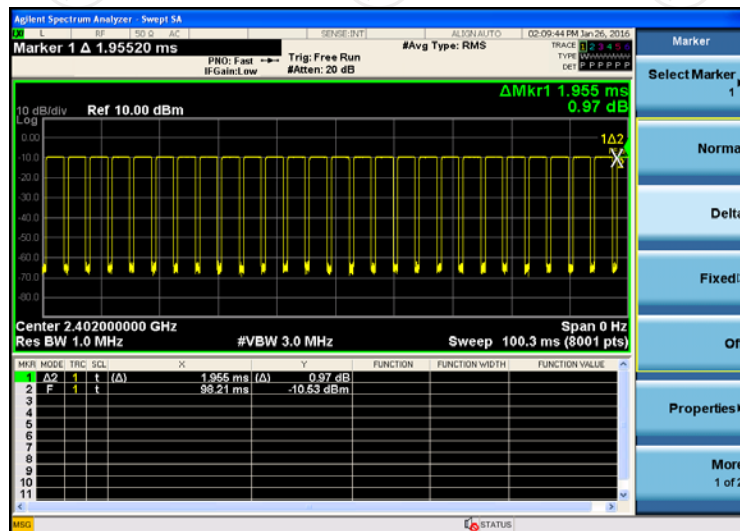 Agilent Spectrum Analyzer - Swept SA
L RF 50 Ω AC SENSE:INT ALIGN AUTO 02:09:44 PM Jan 26, 2016
Marker 1 Δ 1.95520 ms
PNO: Fast
IFGain:Low
Trig: Free Run
#Atten: 20 dB
#Avg Type: RMS
TRACE 1 2 3 4 5 6
TYPE W
DET P P P P P P
Marker
Select Marker
1
Normal
Delta
Fixed
Off
Properties
More
1 of 2
ΔMkr1 1.955 ms
0.97 dB
10 dB/div Ref 10.00 dBm
Log
0.00
-10.0
-20.0
-30.0
-40.0
-50.0
-60.0
-70.0
-80.0
1Δ2
X
Center 2.402000000 GHz Span 0 Hz
Res BW 1.0 MHz #VBW 3.0 MHz Sweep 100.3 ms (8001 pts)
MKR MODE TRC SCL X Y FUNCTION FUNCTION WIDTH FUNCTION VALUE
1 Δ2 1 t (Δ) 1.955 ms (Δ) 0.97 dB
2 F 1 t 98.21 ms -10.53 dBm
3
4
5
6
7
8
9
10
11
MSG STATUS